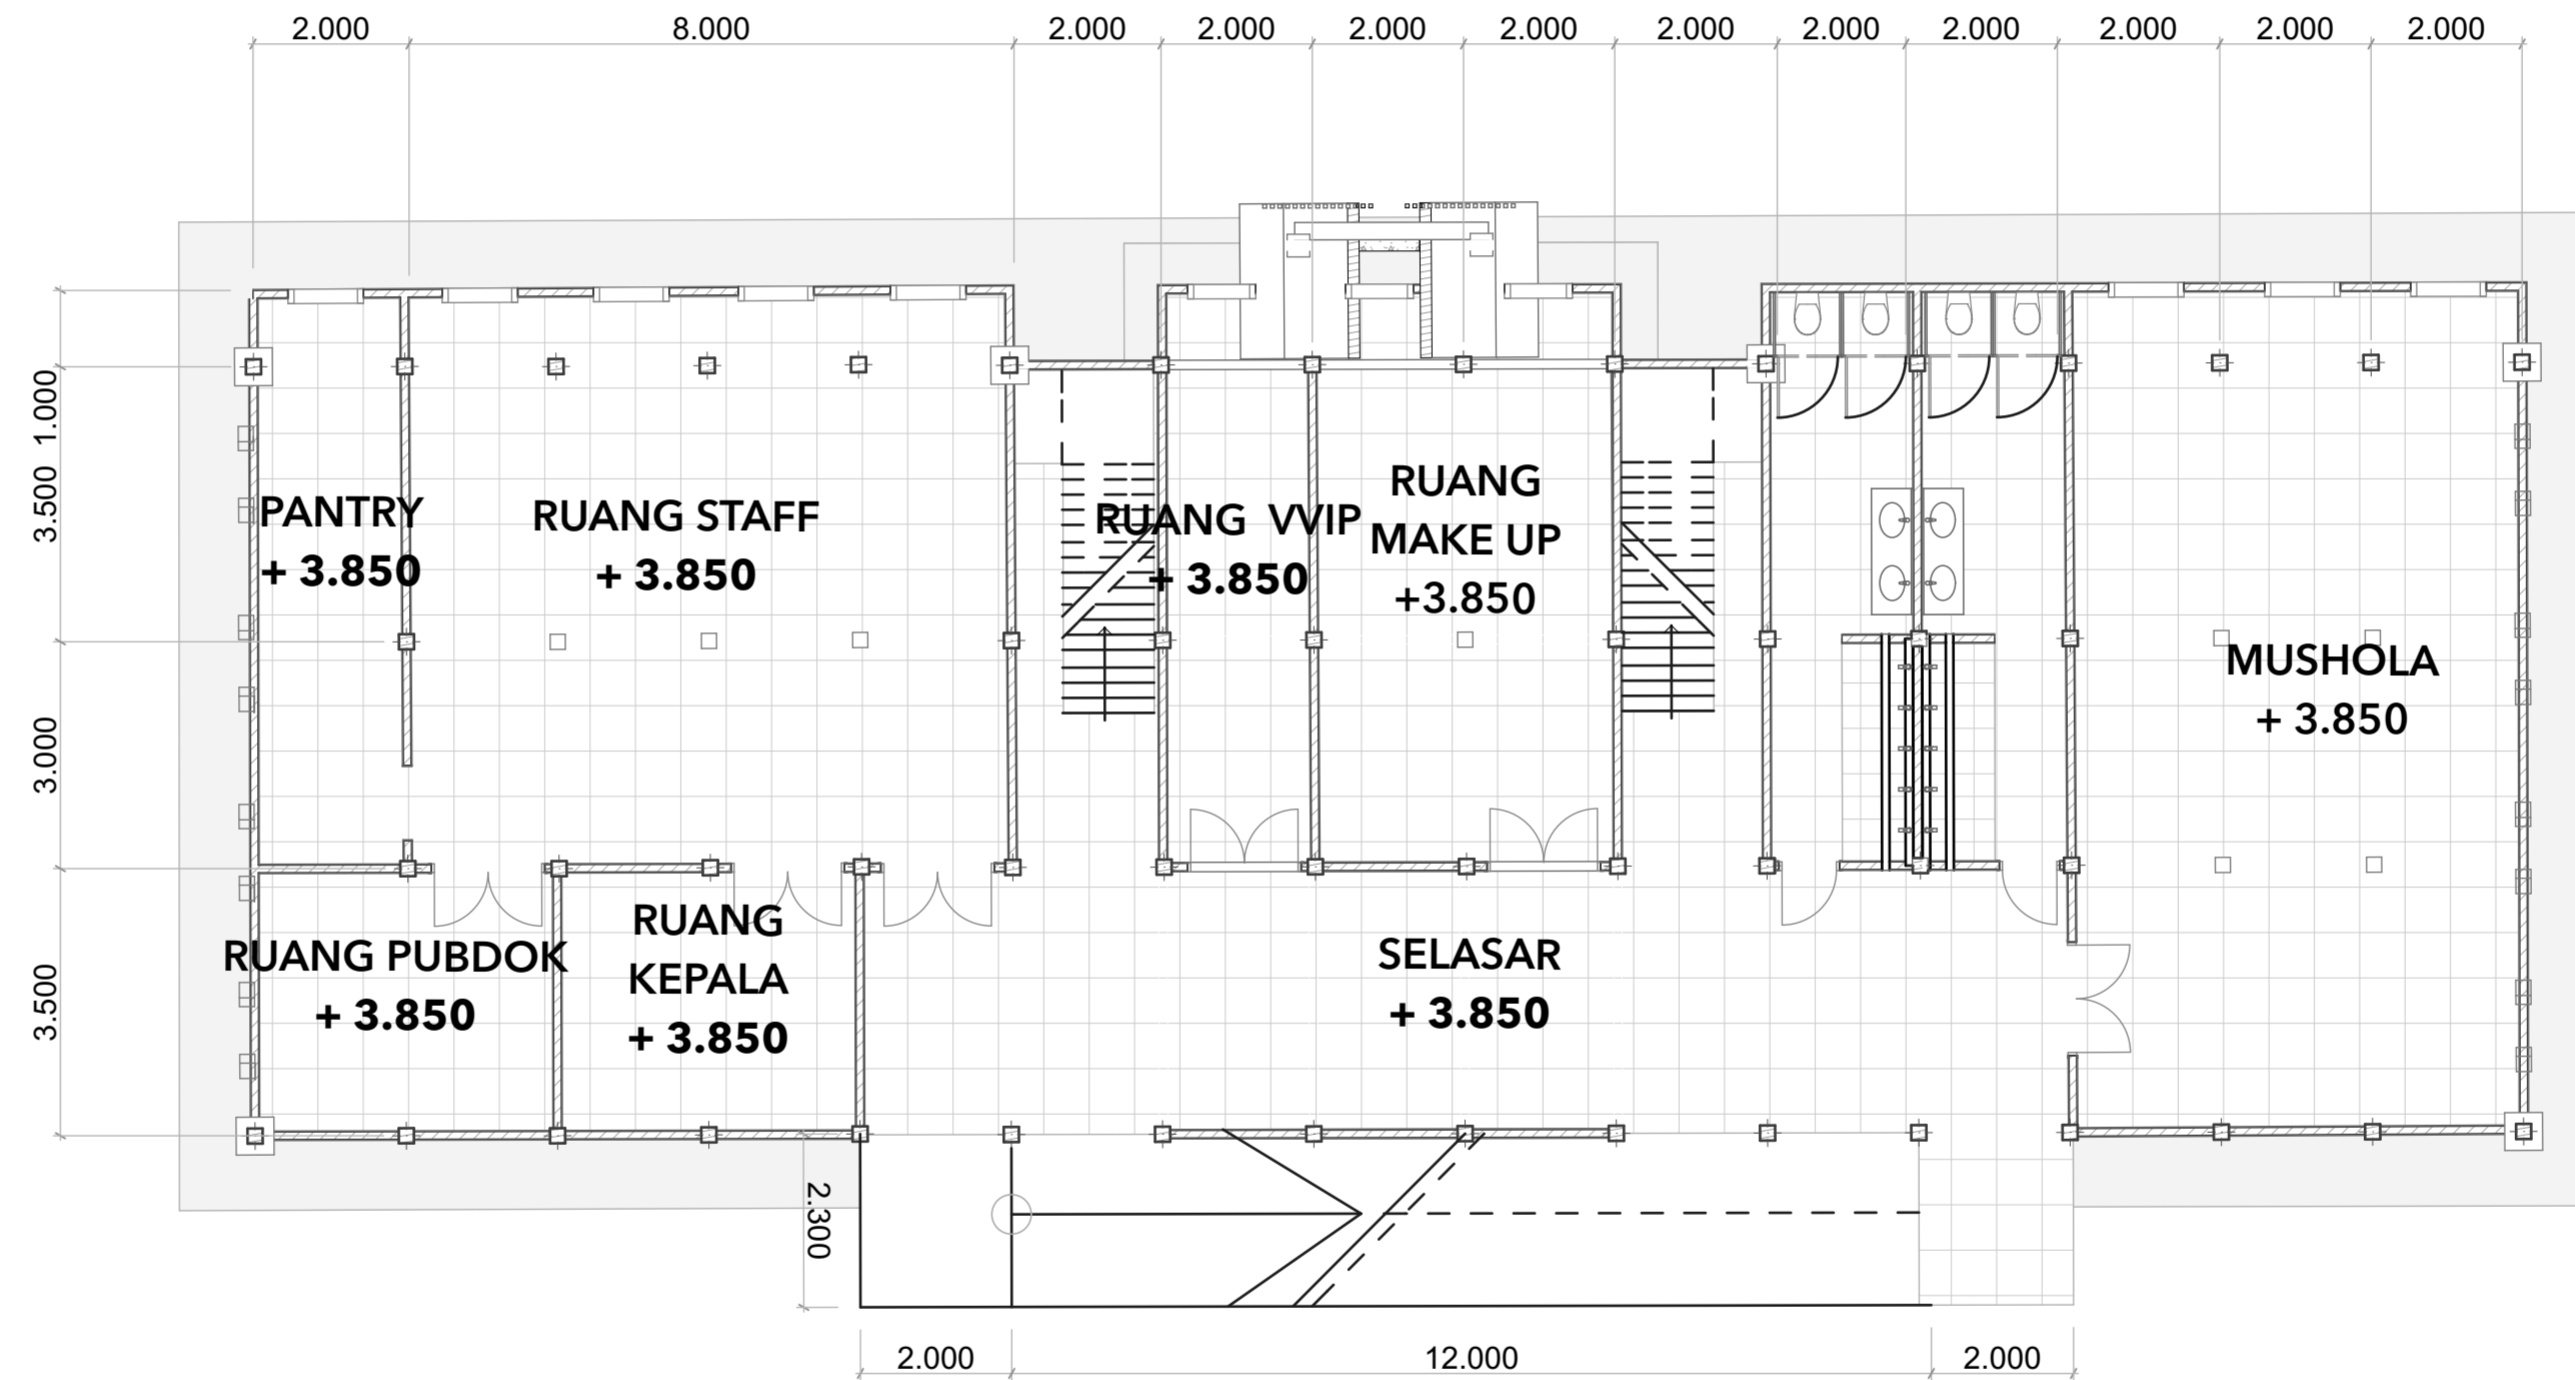 2.000 8.000 2.000 2.000 2.000 2.000 2.000 2.000 2.000 2.000 2.000 2.000
1.000
3.500
3.000
3.500
PANTRY
+ 3.850
RUANG STAFF
+ 3.850
RUANG VVIP
+ 3.850
RUANG
MAKE UP
+3.850
MUSHOLA
+ 3.850
RUANG PUBDOK
+ 3.850
RUANG
KEPALA
+ 3.850
SELASAR
+ 3.850
2.300
2.000 12.000 2.000